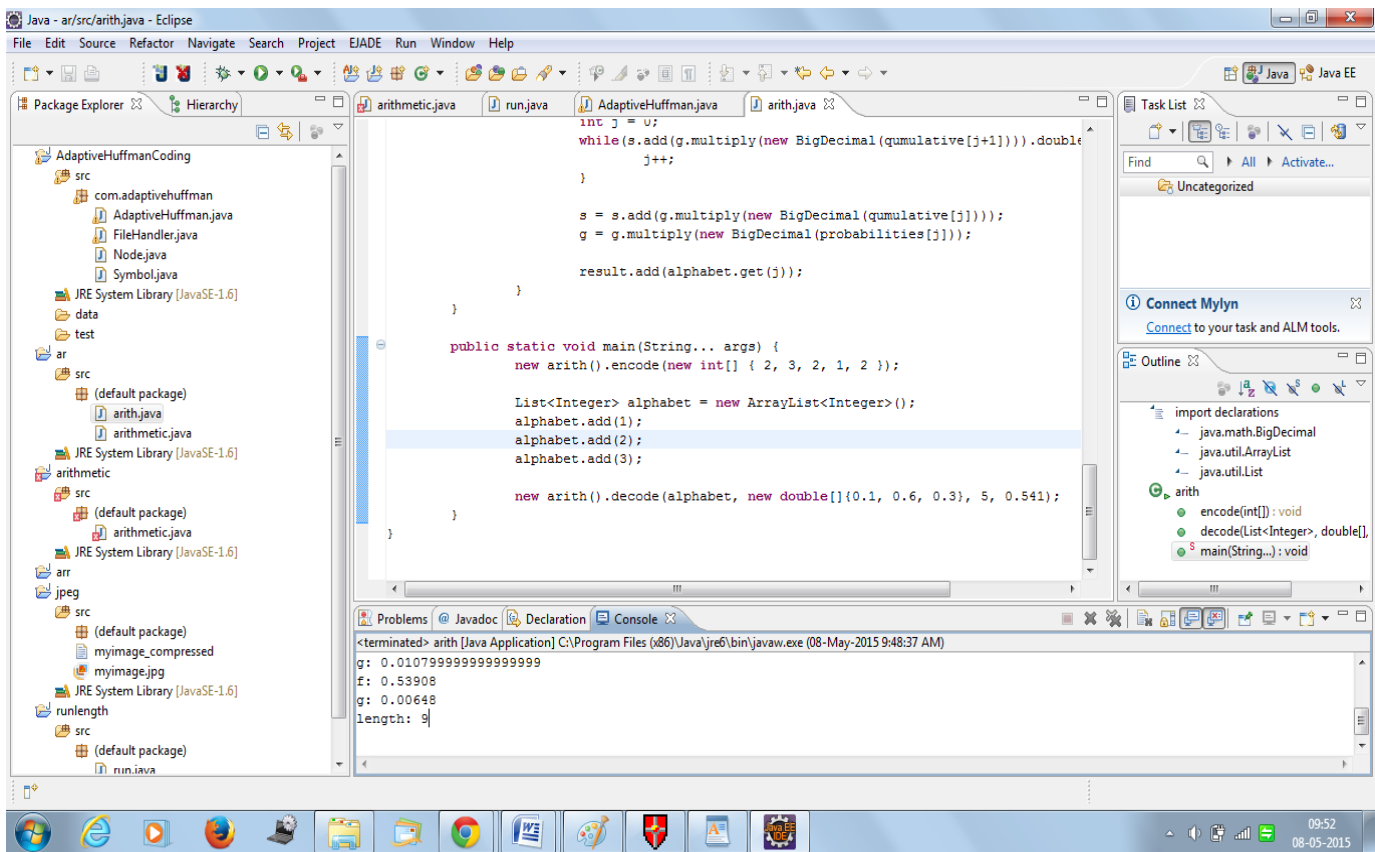 Java - ar/src/arith.java - Eclipse
File Edit Source Refactor Navigate Search Project EJADE Run Window Help
Java Java EE
Package Explorer Hierarchy
AdaptiveHuffmanCoding
src
com.adaptivehuffman
AdaptiveHuffman.java
FileHandler.java
Node.java
Symbol.java
JRE System Library [JavaSE-1.6]
data
test
ar
src
(default package)
arith.java
arithmetic.java
JRE System Library [JavaSE-1.6]
arithmetic
src
(default package)
arithmetic.java
JRE System Library [JavaSE-1.6]
arr
jpeg
src
(default package)
myimage_compressed
myimage.jpg
JRE System Library [JavaSE-1.6]
runlength
src
(default package)
run.java
arithmetic.java run.java AdaptiveHuffman.java arith.java
int j = 0;
while(s.add(g.multiply(new BigDecimal(qumulative[j+1]))).double
j++;
}
s = s.add(g.multiply(new BigDecimal(qumulative[j])));
g = g.multiply(new BigDecimal(probabilities[j]));
result.add(alphabet.get(j));
}
}
public static void main(String... args) {
new arith().encode(new int[] { 2, 3, 2, 1, 2 });
List<Integer> alphabet = new ArrayList<Integer>();
alphabet.add(1);
alphabet.add(2);
alphabet.add(3);
new arith().decode(alphabet, new double[]{0.1, 0.6, 0.3}, 5, 0.541);
}
}
Problems @ Javadoc Declaration Console
<terminated> arith [Java Application] C:\Program Files (x86)\Java\jre6\bin\javaw.exe (08-May-2015 9:48:37 AM)
g: 0.010799999999999999
f: 0.53908
g: 0.00648
length: 9
Task List
Find All Activate...
Uncategorized
Connect Mylyn
Connect to your task and ALM tools.
Outline
import declarations
java.math.BigDecimal
java.util.ArrayList
java.util.List
arith
encode(int[]) : void
decode(List<Integer>, double[],
main(String...) : void
09:52
08-05-2015